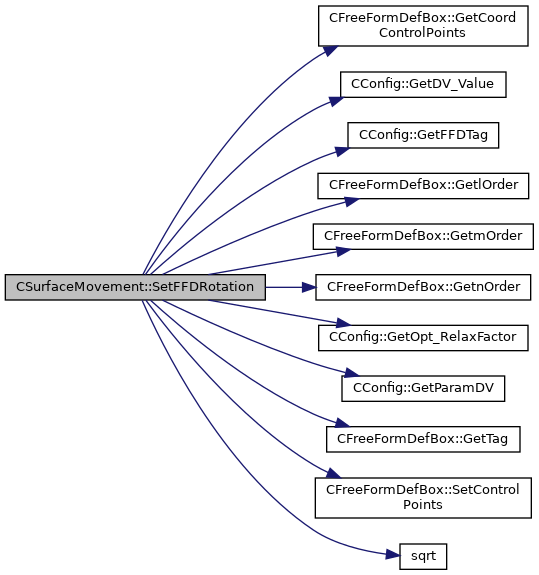 CFreeFormDefBox::GetCoord
ControlPoints
CConfig::GetDV_Value
CConfig::GetFFDTag
CFreeFormDefBox::GetlOrder
CFreeFormDefBox::GetmOrder
CSurfaceMovement::SetFFDRotation
CFreeFormDefBox::GetnOrder
CConfig::GetOpt_RelaxFactor
CConfig::GetParamDV
CFreeFormDefBox::GetTag
CFreeFormDefBox::SetControl
Points
sqrt